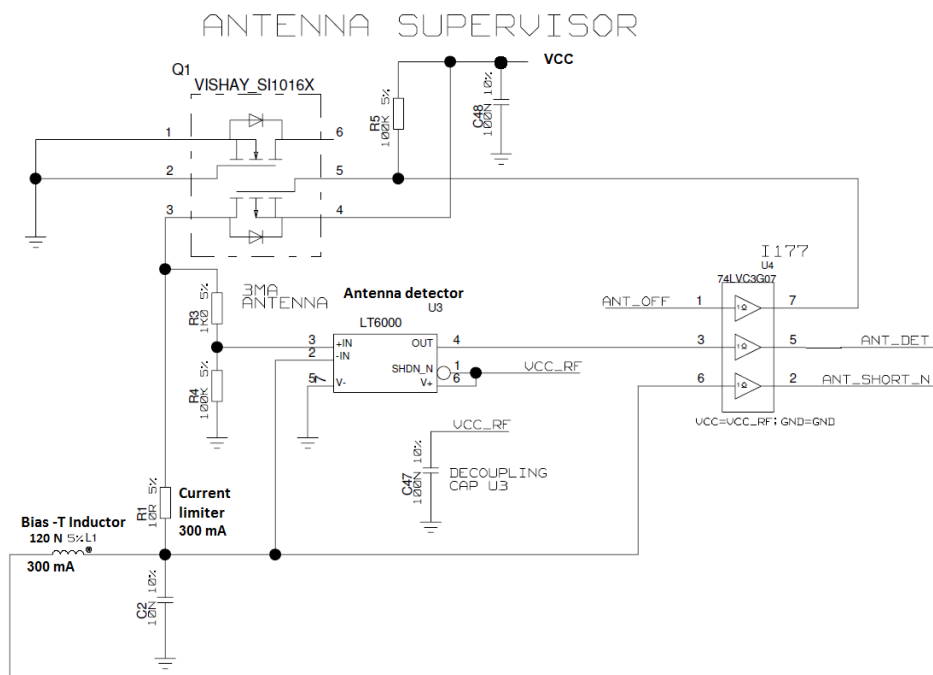 ANTENNA SUPERVISOR
VCC
Q1
VISHAY_SI1016X
1
6
2
5
3
4
R5
100K 5%
C48
100N 10%
I177
U4
74LVC3G07
ANT_OFF
1
7
3
5
ANT_DET
6
2
ANT_SHORT_N
VCC=VCC_RF; GND=GND
1Ω
1Ω
1Ω
3MA
ANTENNA
Antenna detector
U3
LT6000
3
+IN
OUT
4
2
-IN
SHDN_N
1
VCC_RF
5
V-
V+
6
R3
1K0 5%
R4
100K 5%
VCC_RF
C47
100N 10%
DECOUPLING
CAP U3
R1
10R 5%
Current
limiter
300 mA
Bias -T Inductor
120 N 5% L1
300 mA
C2
10N 10%